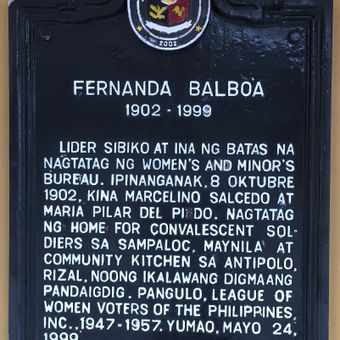 2002
FERNANDA BALBOA
1902 - 1999
LIDER SIBIKO AT INA NG BATAS NA
NAGTATAG NG WOMEN'S AND MINOR'S
BUREAU. IPINANGANAK, 8 OKTUBRE
1902, KINA MARCELINO SALCEDO AT
MARIA PILAR DEL PI DO. NAGTATAG
NG HOME FOR CONVALESCENT SOL-
DIERS SA SAMPALOC, MAYNILA AT
COMMUNITY KITCHEN SA ANTIPOLO,
RIZAL, NOONG IKALAWANG DIGMAANG
PANDAIGDIG. PANGULO, LEAGUE OF
WOMEN VOTERS OF THE PHILIPPINES,
INC., 1947-1957. YUMAO, MAYO 24,
1999